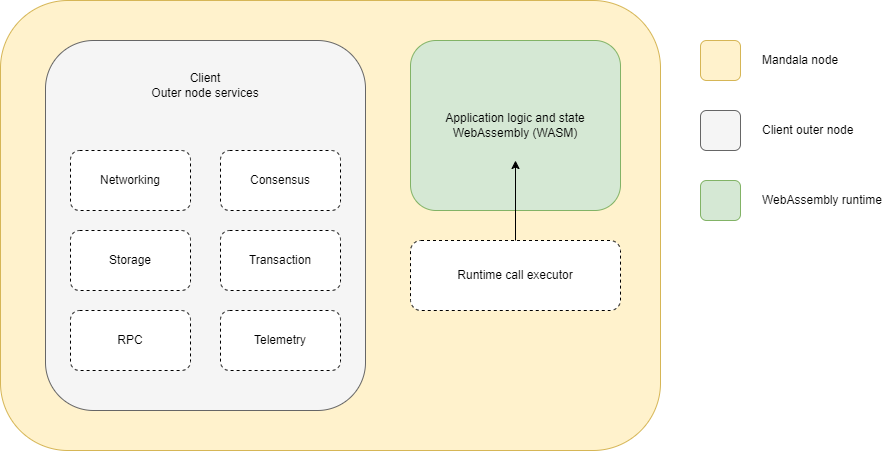 Client
Outer node services
Networking
Consensus
Storage
Transaction
RPC
Telemetry
Application logic and state
WebAssembly (WASM)
Runtime call executor
Mandala node
Client outer node
WebAssembly runtime